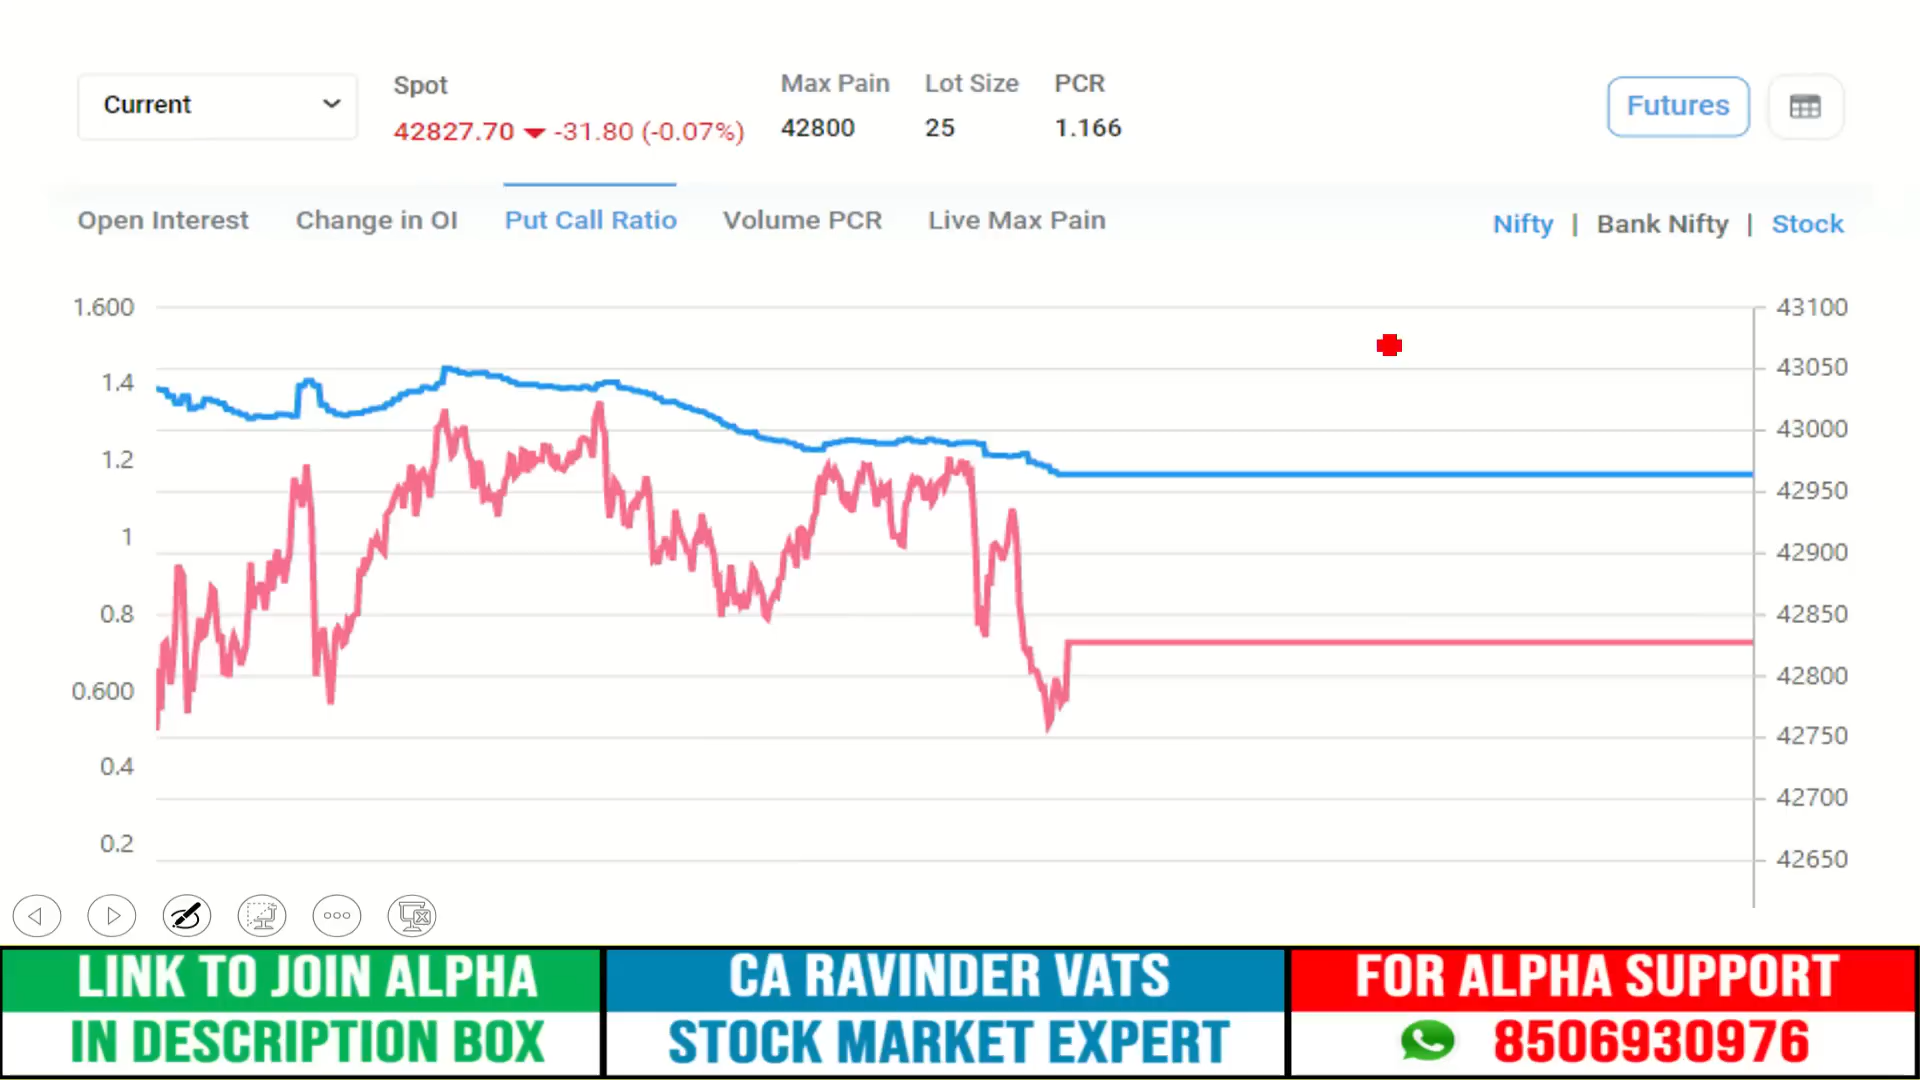 Current
Spot
42827.70 -31.80 (-0.07%)
Max Pain
42800
Lot Size
25
PCR
1.166
Futures
Open Interest
Change in OI
Put Call Ratio
Volume PCR
Live Max Pain
Nifty | Bank Nifty | Stock
1.600
1.4
1.2
1
0.8
0.600
0.4
0.2
43100
43050
43000
42950
42900
42850
42800
42750
42700
42650
LINK TO JOIN ALPHA
IN DESCRIPTION BOX
CA RAVINDER VATS
STOCK MARKET EXPERT
FOR ALPHA SUPPORT
8506930976